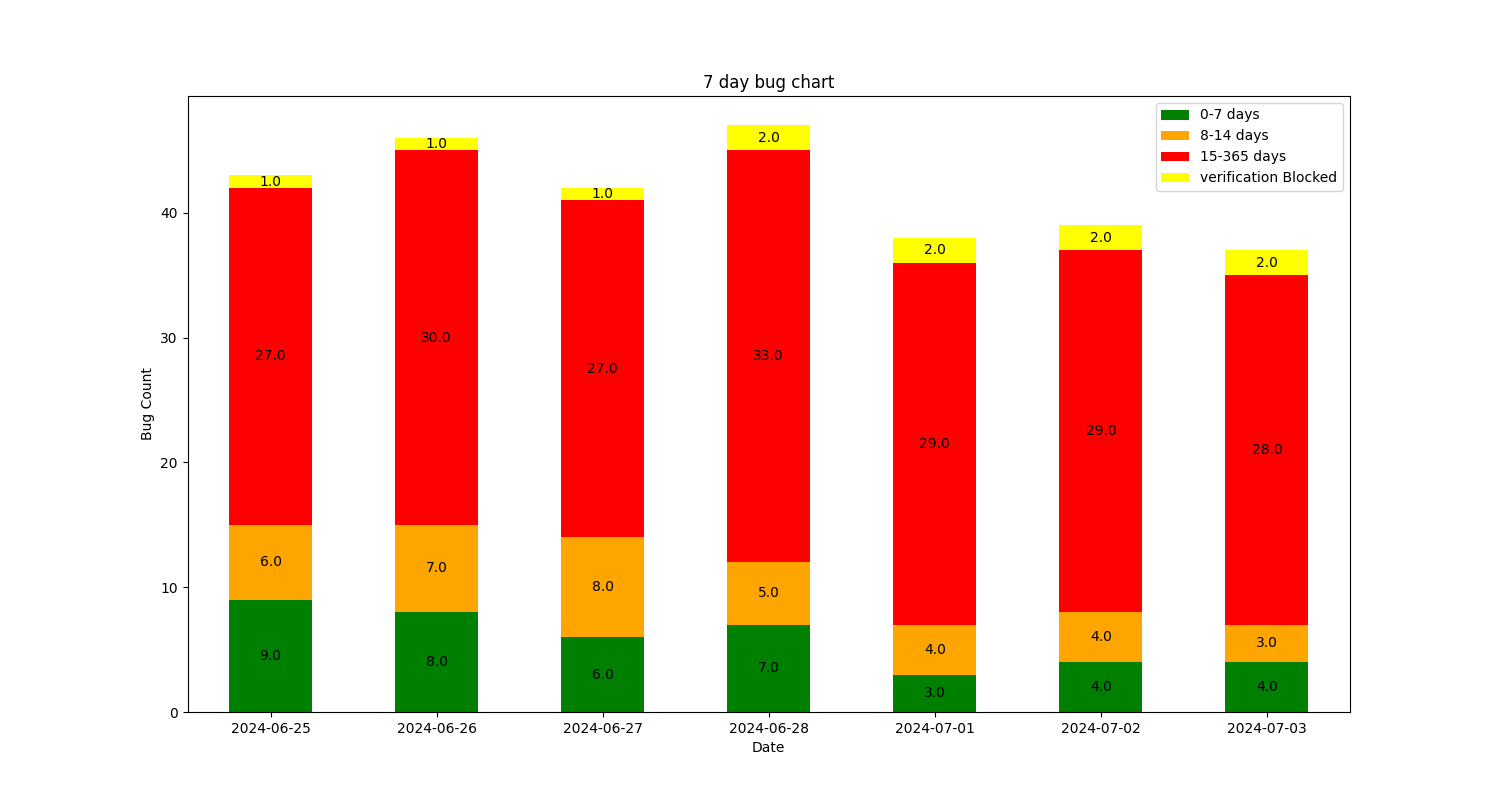 7 day bug chart
0-7 days
8-14 days
15-365 days
verification Blocked
Bug Count
40
30
20
10
0
1.0 1.0 1.0 2.0 2.0 2.0 2.0
27.0 30.0 27.0 33.0 29.0 29.0 28.0
6.0 7.0 8.0 5.0 4.0 4.0 3.0
9.0 8.0 6.0 7.0 3.0 4.0 4.0
2024-06-25 2024-06-26 2024-06-27 2024-06-28 2024-07-01 2024-07-02 2024-07-03
Date